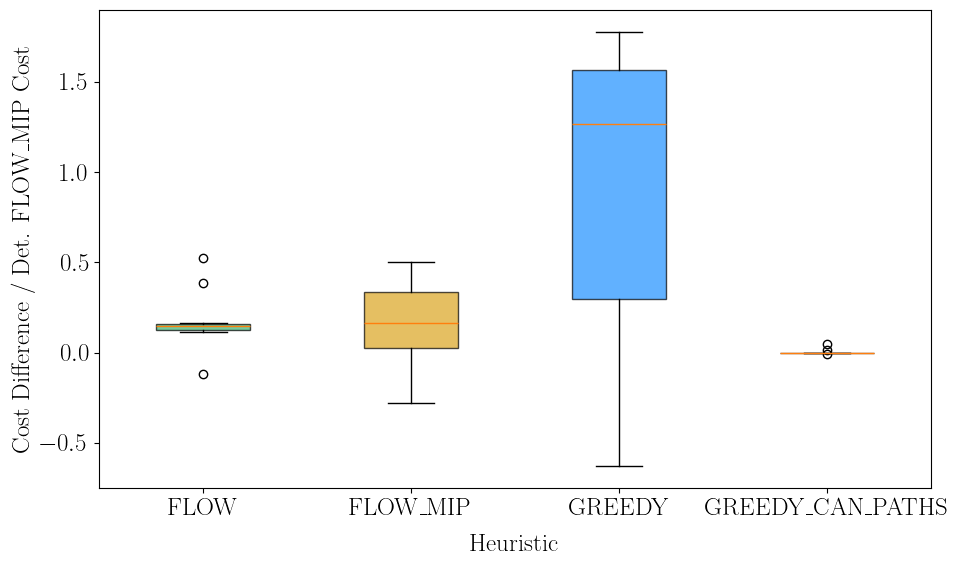 Cost Difference / Det. FLOW_MIP Cost
1.5
1.0
0.5
0.0
−0.5
FLOW
FLOW_MIP
GREEDY
GREEDY_CAN_PATHS
Heuristic